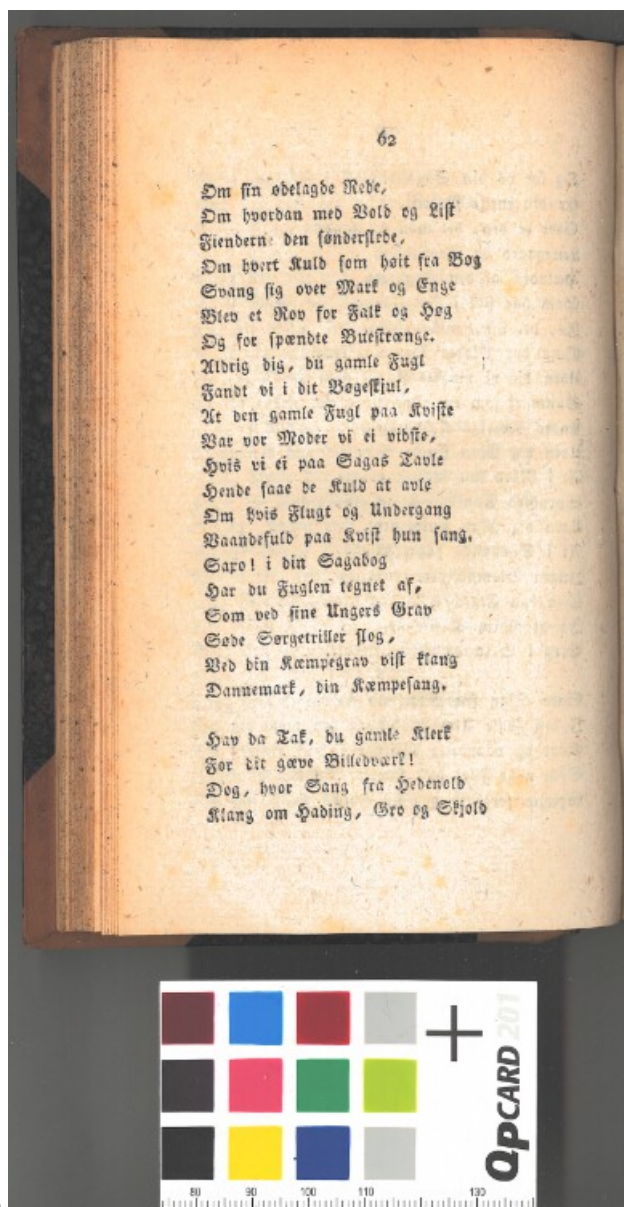 62
Om sin ødelagde Rede,
Om hvordan med Vold og List
Fienderne den sønderslede,
Om hvert Kuld som høit fra Bøg
Svang sig over Mark og Enge
Blev et Rov for Falk og Høg
Og for spændte Buestrænge.
Aldrig dig, du gamle Fugl
Fandt vi i dit Bøgeskjul,
At den gamle Fugl paa Kviste
Var vor Moder vi ei vidste,
Hvis vi ei paa Sagas Tavle
Hende saae de Kuld at avle
Om hvis Flugt og Undergang
Vaandefuld paa Kvist hun sang.
Saxo! i din Sagabog
Har du Fuglen tegnet af,
Som ved sine Ungers Grav
Søde Sørgetriller slog,
Ved din Kæmpegrav vist klang
Dannemark, din Kæmpesang.
Hav da Tak, du gamle Klerk
For dit gæve Billedværk!
Dog, hvor Sang fra Hedenold
Klang om Hading, Gro og Skjold
QPCARD 201
80 90 100 110 130